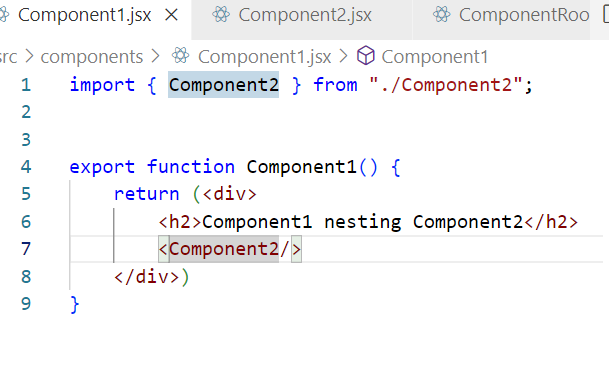 Component1.jsx Component2.jsx ComponentRoo
src > components > Component1.jsx > Component1
1 import { Component2 } from "./Component2";
2
3
4 export function Component1() {
5 return (<div>
6 <h2>Component1 nesting Component2</h2>
7 <Component2/>
8 </div>)
9 }